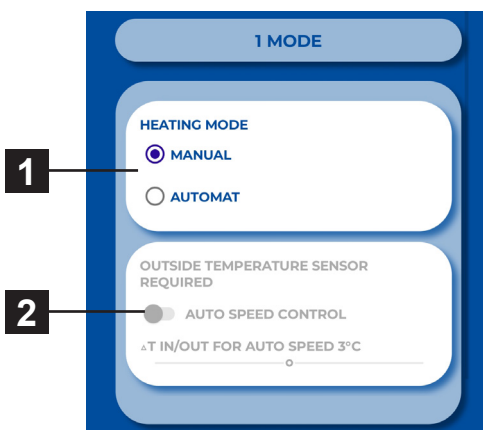 1 MODE
HEATING MODE
MANUAL
1
AUTOMAT
OUTSIDE TEMPERATURE SENSOR
REQUIRED
2
AUTO SPEED CONTROL
▵T IN/OUT FOR AUTO SPEED 3°C